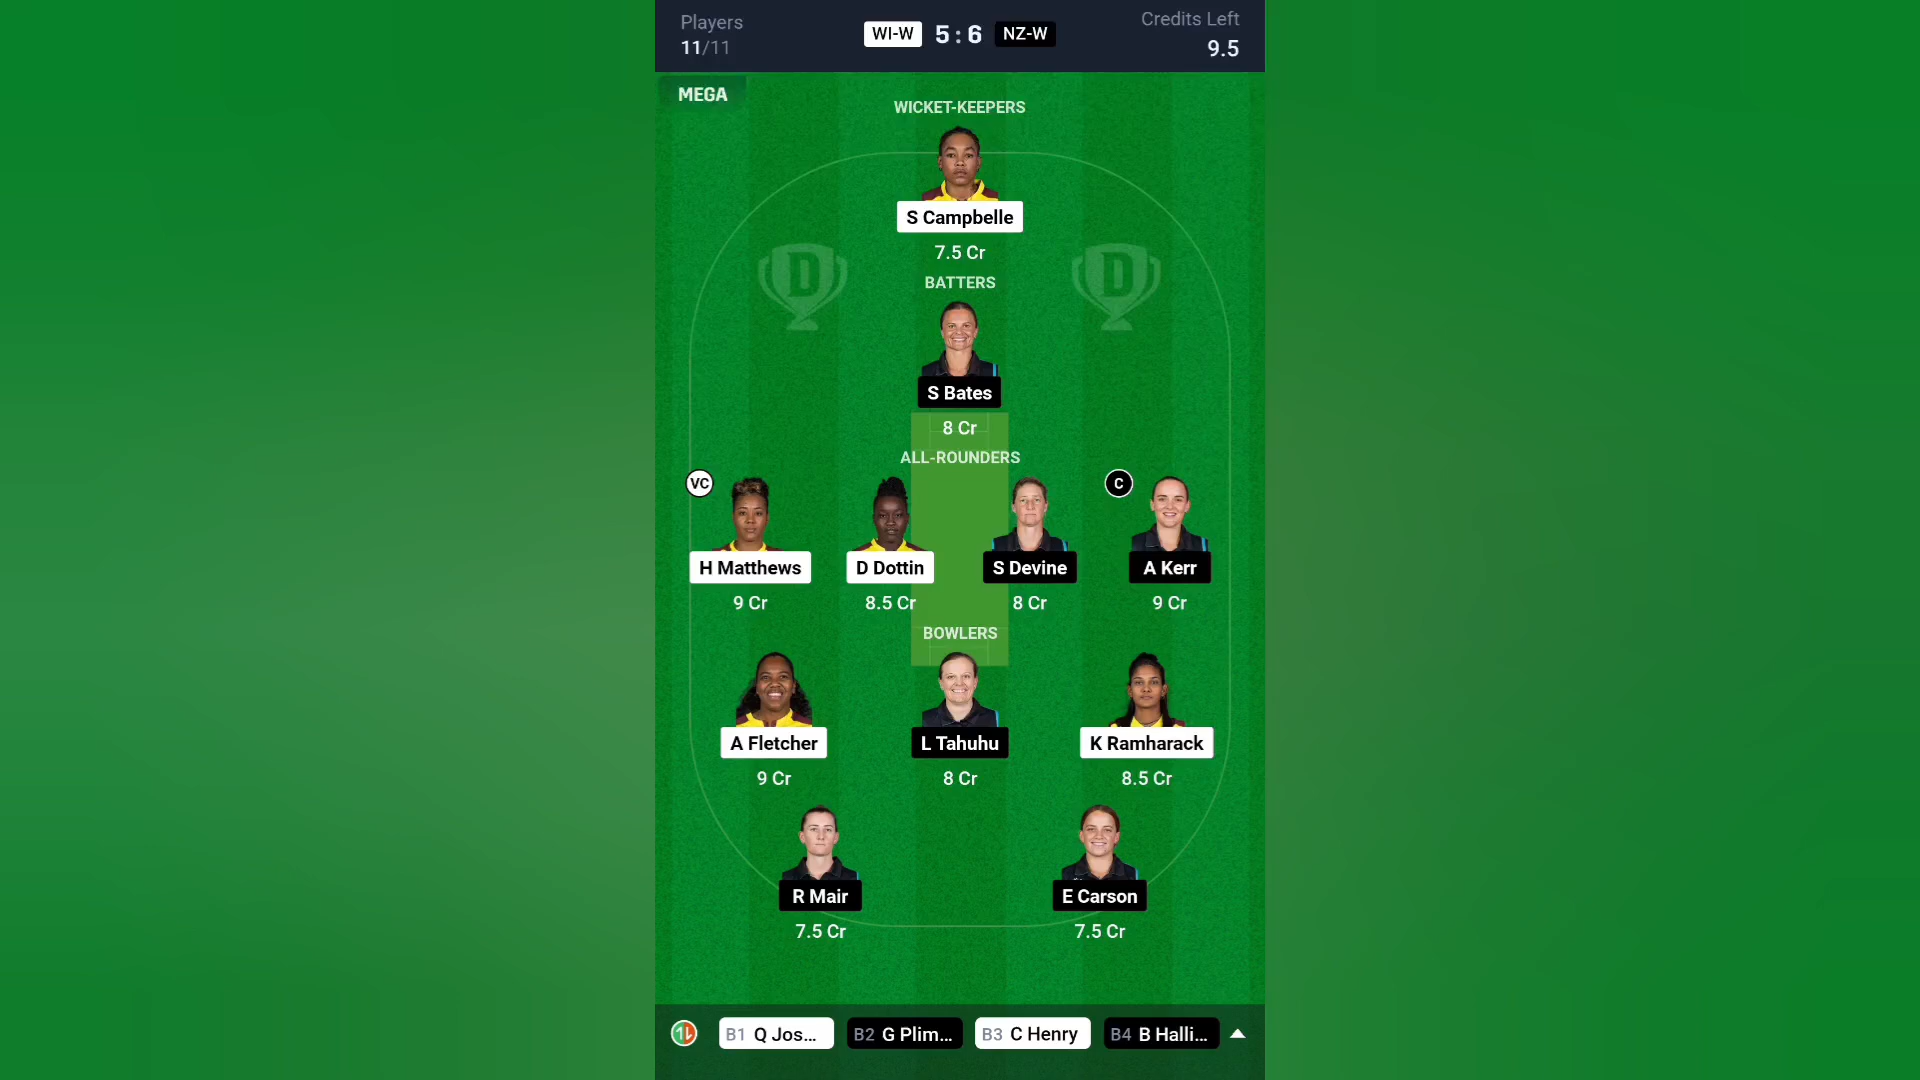 Players
11/11
WI-W 5 : 6 NZ-W
Credits Left
9.5
MEGA
WICKET-KEEPERS
S Campbelle
7.5 Cr
D D
BATTERS
S Bates
8 Cr
ALL-ROUNDERS
VC C
H Matthews D Dottin S Devine A Kerr
9 Cr 8.5 Cr 8 Cr 9 Cr
BOWLERS
A Fletcher L Tahuhu K Ramharack
9 Cr 8 Cr 8.5 Cr
R Mair E Carson
7.5 Cr 7.5 Cr
B1 Q Jos... B2 G Plim... B3 C Henry B4 B Halli...